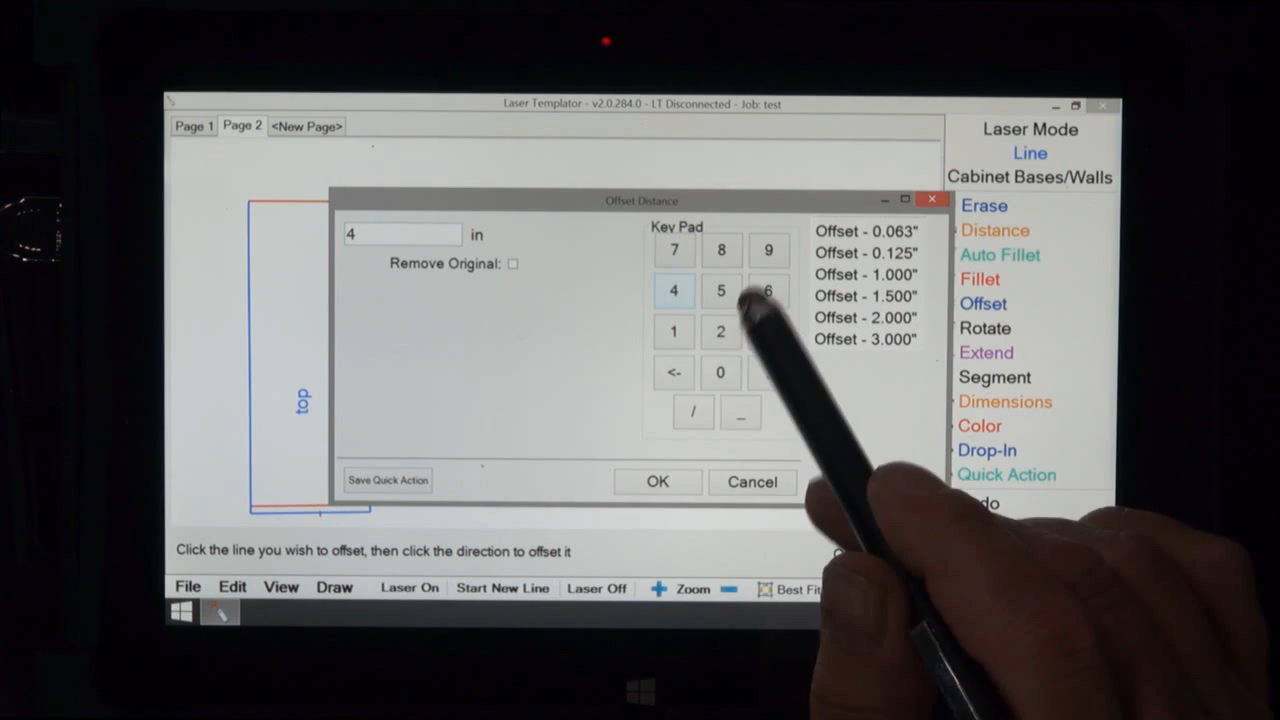 Laser Templator - v2.0.284.0 - LT Disconnected - Job: test
Page 1 Page 2 <New Page>
Laser Mode
Line
Cabinet Bases/Walls
Erase
Distance
Auto Fillet
Fillet
Offset
Rotate
Extend
Segment
Dimensions
Color
Drop-In
Quick Action
Offset Distance
4 in
Remove Original:
Key Pad
7 8 9
4 5 6
1 2
<- 0
/ _
Offset - 0.063"
Offset - 0.125"
Offset - 1.000"
Offset - 1.500"
Offset - 2.000"
Offset - 3.000"
Save Quick Action OK Cancel
top
Click the line you wish to offset, then click the direction to offset it
File Edit View Draw Laser On Start New Line Laser Off Zoom Best Fit